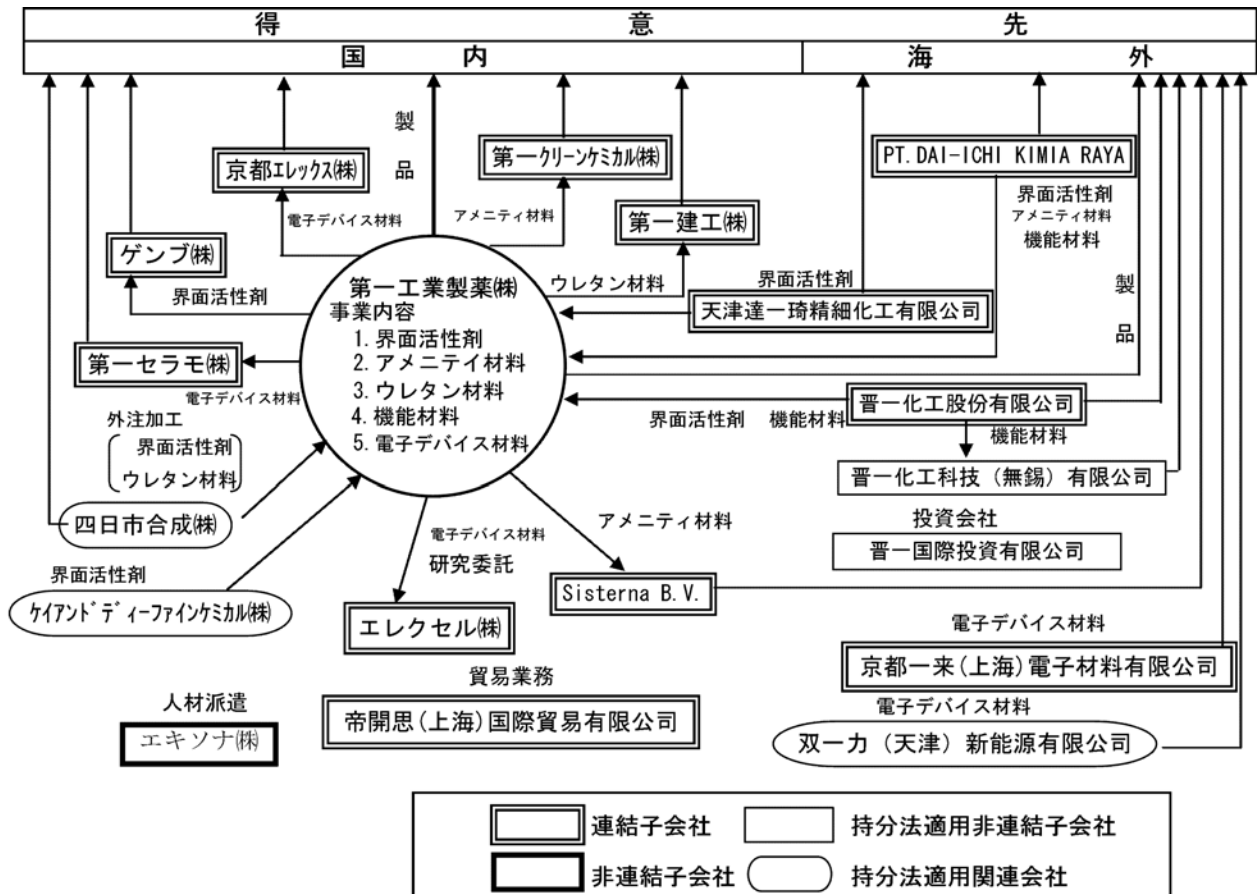 得意先
国内
海外
製品
京都エレックス㈱
第一クリーンケミカル㈱
PT. DAI-ICHI KIMIA RAYA
界面活性剤
アメニティ材料
機能材料
電子デバイス材料
アメニティ材料
第一建工㈱
ゲンブ㈱
界面活性剤
第一工業製薬㈱
事業内容
1. 界面活性剤
2. アメニテイ材料
3. ウレタン材料
4. 機能材料
5. 電子デバイス材料
ウレタン材料
界面活性剤
天津達一琦精細化工有限公司
製品
第一セラモ㈱
電子デバイス材料
晋一化工股份有限公司
界面活性剤 機能材料
機能材料
外注加工
界面活性剤
ウレタン材料
晋一化工科技（無錫）有限公司
四日市合成㈱
投資会社
晋一国際投資有限公司
アメニティ材料
電子デバイス材料
研究委託
界面活性剤
ケイアンドディーファインケミカル㈱
Sisterna B.V.
エレクセル㈱
電子デバイス材料
京都一来(上海)電子材料有限公司
貿易業務
帝開思(上海)国際貿易有限公司
人材派遣
エキソナ㈱
電子デバイス材料
双一力（天津）新能源有限公司
連結子会社
持分法適用非連結子会社
非連結子会社
持分法適用関連会社